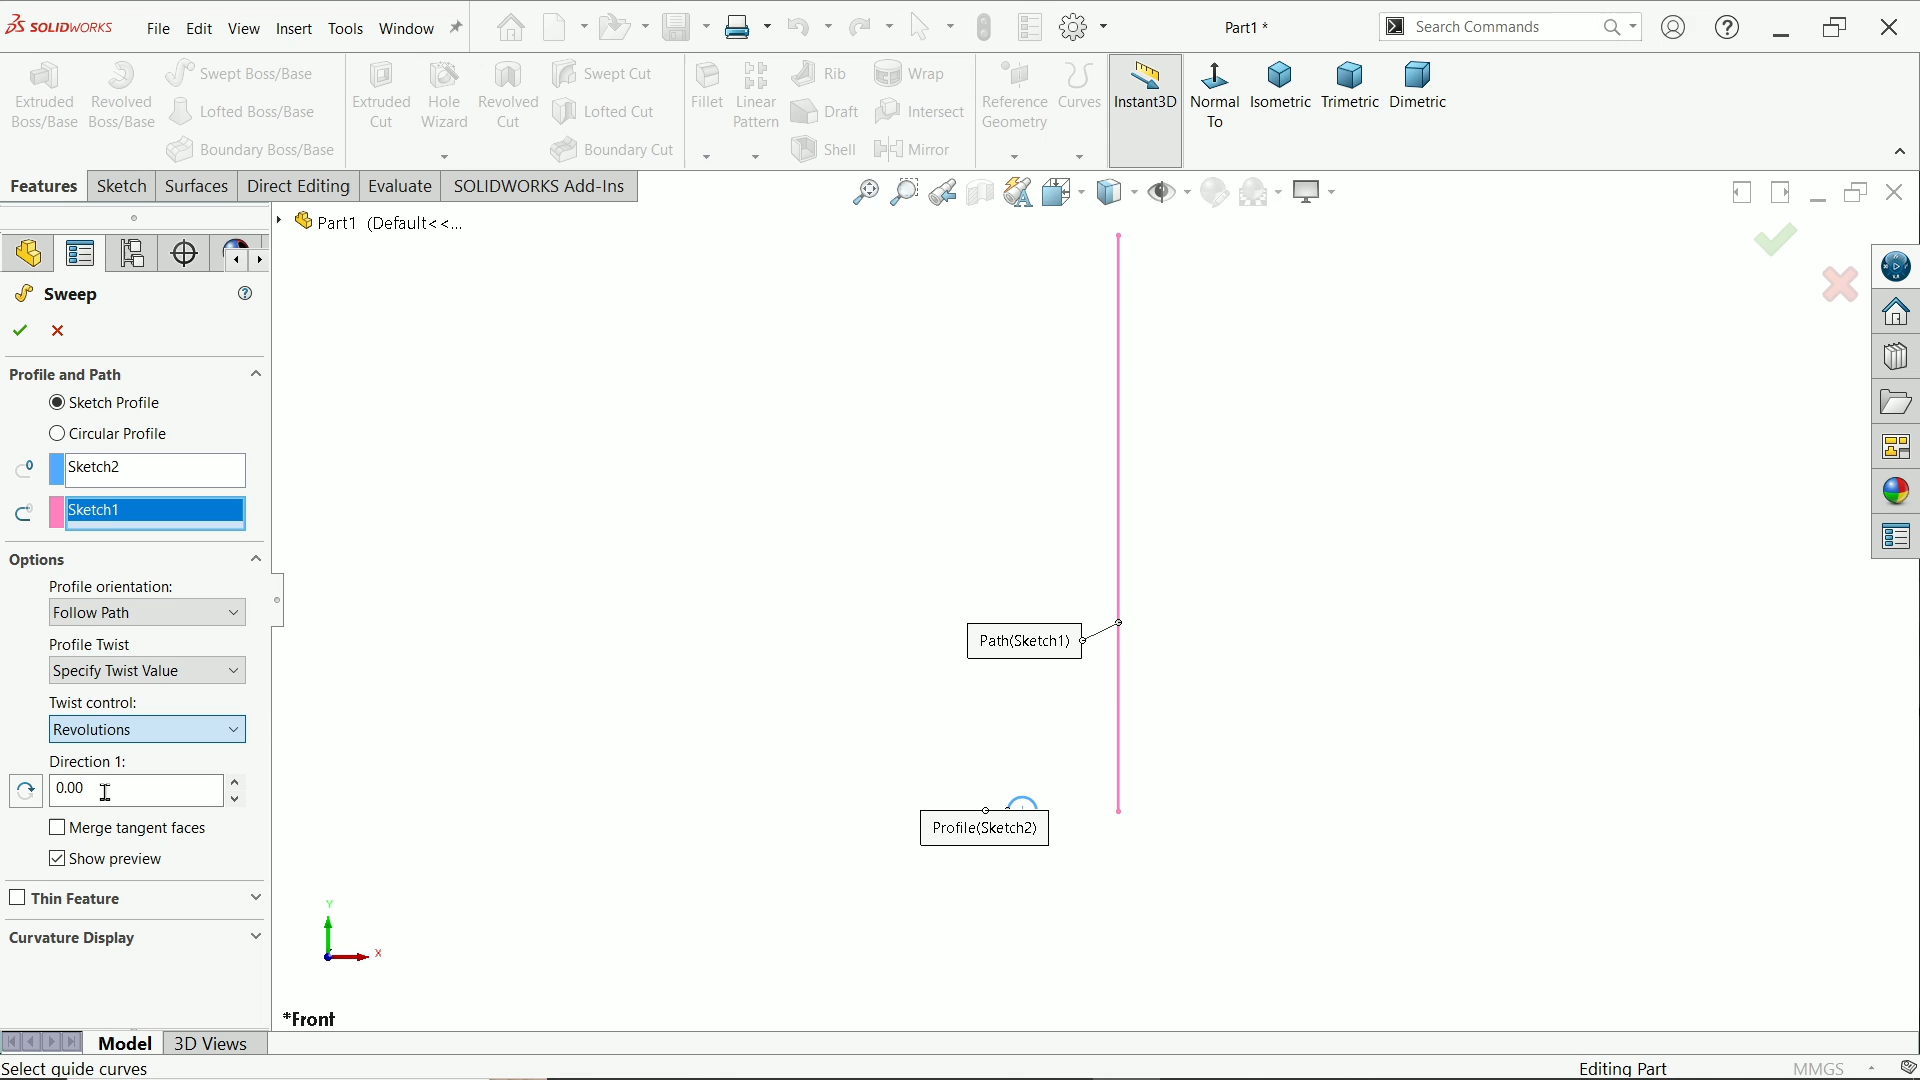 SOLIDWORKS File Edit View Insert Tools Window Part1 * Search Commands
Extruded Boss/Base
Revolved Boss/Base
Swept Boss/Base
Lofted Boss/Base
Boundary Boss/Base
Extruded Cut
Hole Wizard
Revolved Cut
Swept Cut
Lofted Cut
Boundary Cut
Fillet
Linear Pattern
Rib
Draft
Shell
Wrap
Intersect
Mirror
Reference Geometry
Curves
Instant3D
Normal To
Isometric
Trimetric
Dimetric
Features Sketch Surfaces Direct Editing Evaluate SOLIDWORKS Add-Ins
Part1 (Default<<...
Sweep
Profile and Path
Sketch Profile
Circular Profile
Sketch2
Sketch1
Options
Profile orientation:
Follow Path
Profile Twist
Specify Twist Value
Twist control:
Revolutions
Direction 1:
0.00
Merge tangent faces
Show preview
Thin Feature
Curvature Display
Path(Sketch1)
Profile(Sketch2)
Y
X
*Front
Model 3D Views
Select guide curves Editing Part MMGS